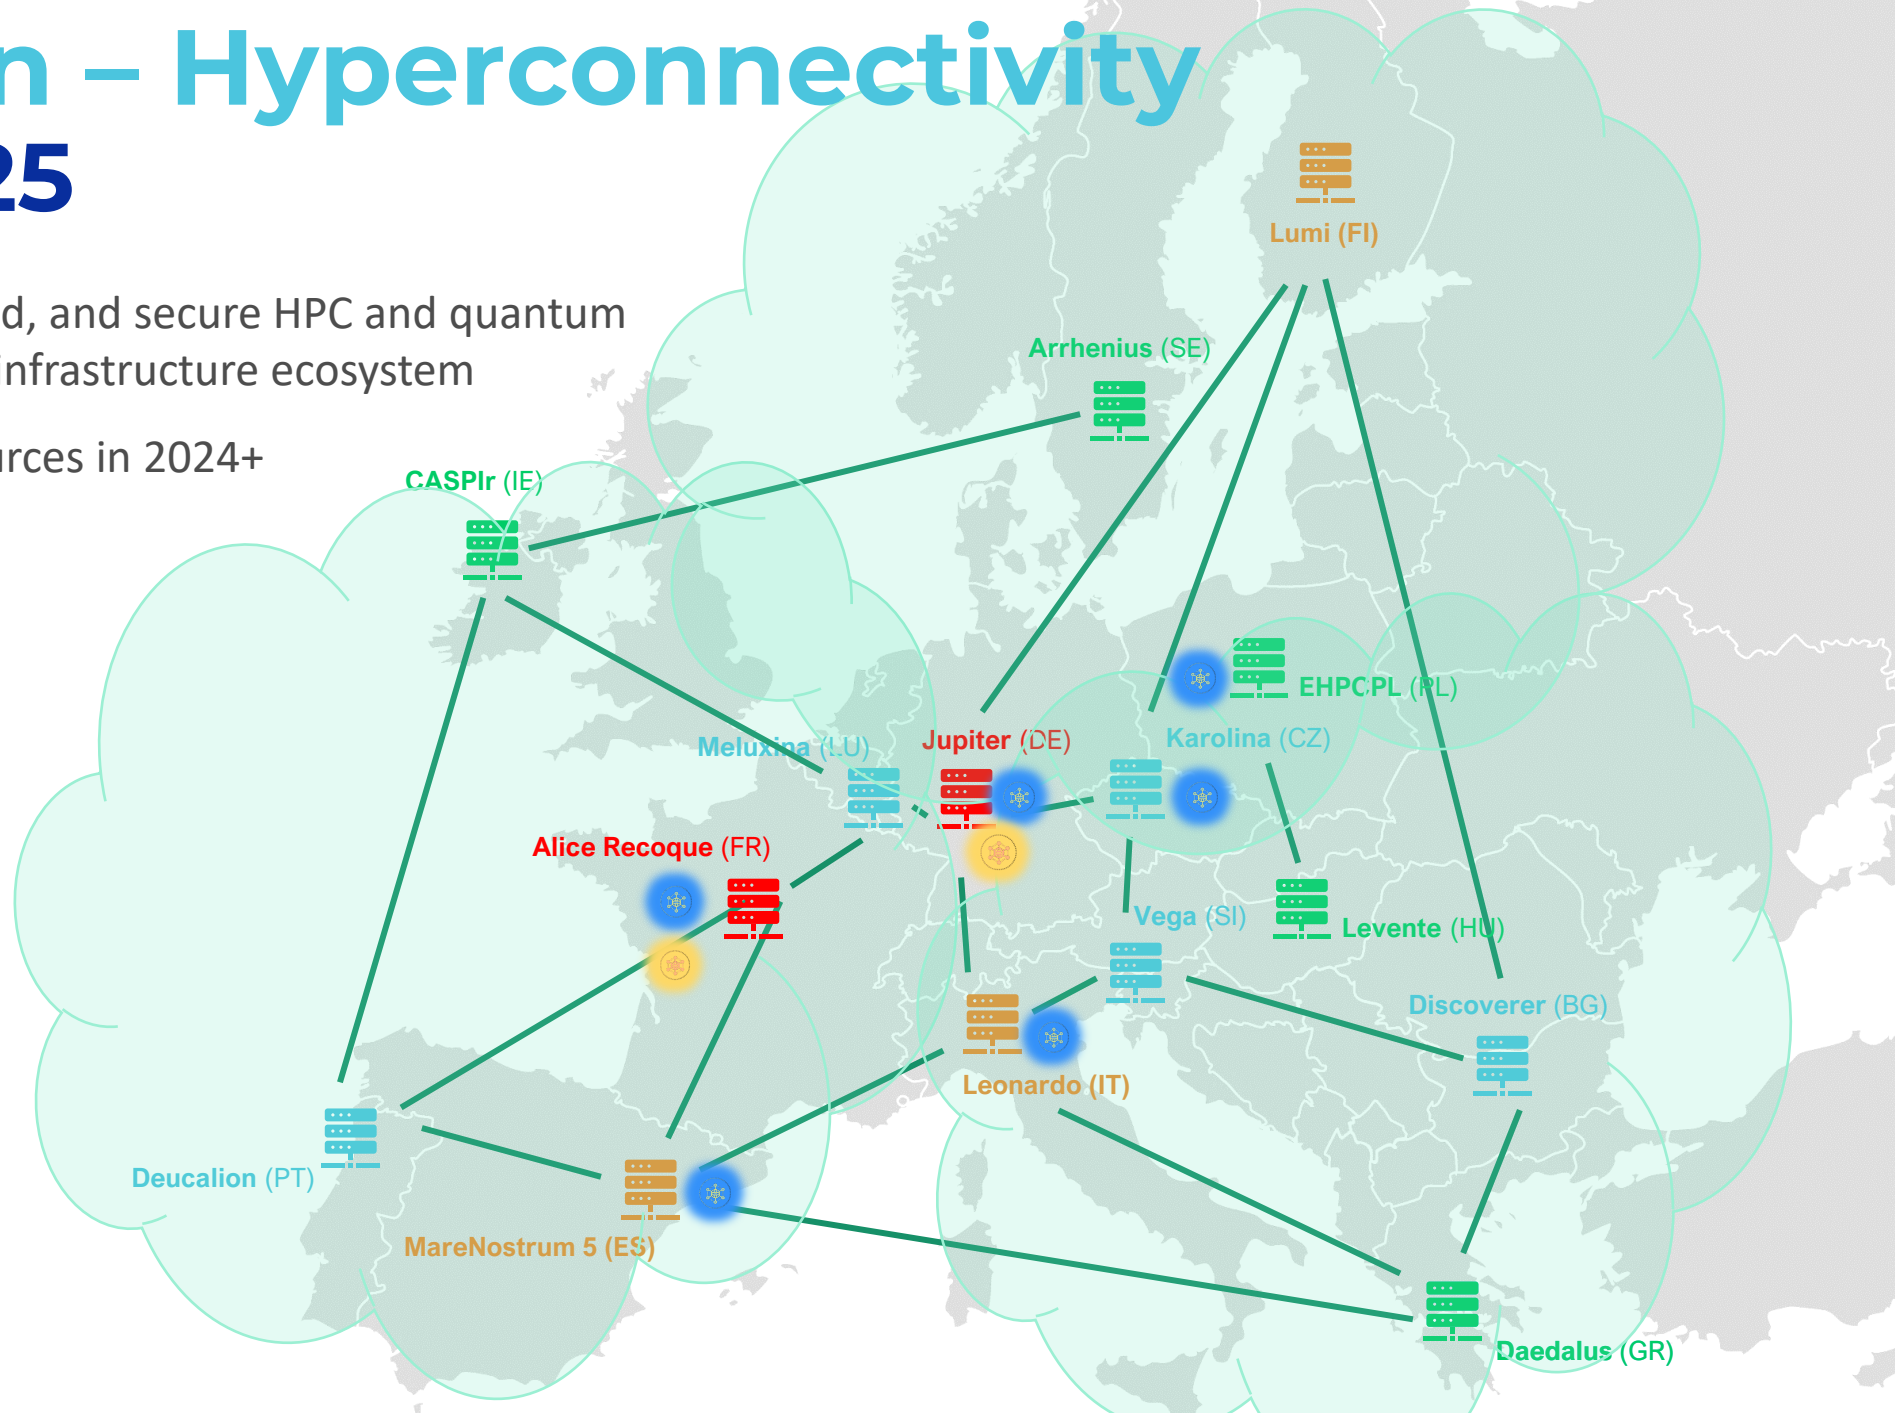 n – Hyperconnectivity
25
d, and secure HPC and quantum
infrastructure ecosystem
urces in 2024+
Lumi (FI)
Arrhenius (SE)
CASPIr (IE)
EHPCPL (PL)
Meluxina (LU)
Jupiter (DE)
Karolina (CZ)
Alice Recoque (FR)
Vega (SI)
Levente (HU)
Discoverer (BG)
Leonardo (IT)
Deucalion (PT)
MareNostrum 5 (ES)
Daedalus (GR)